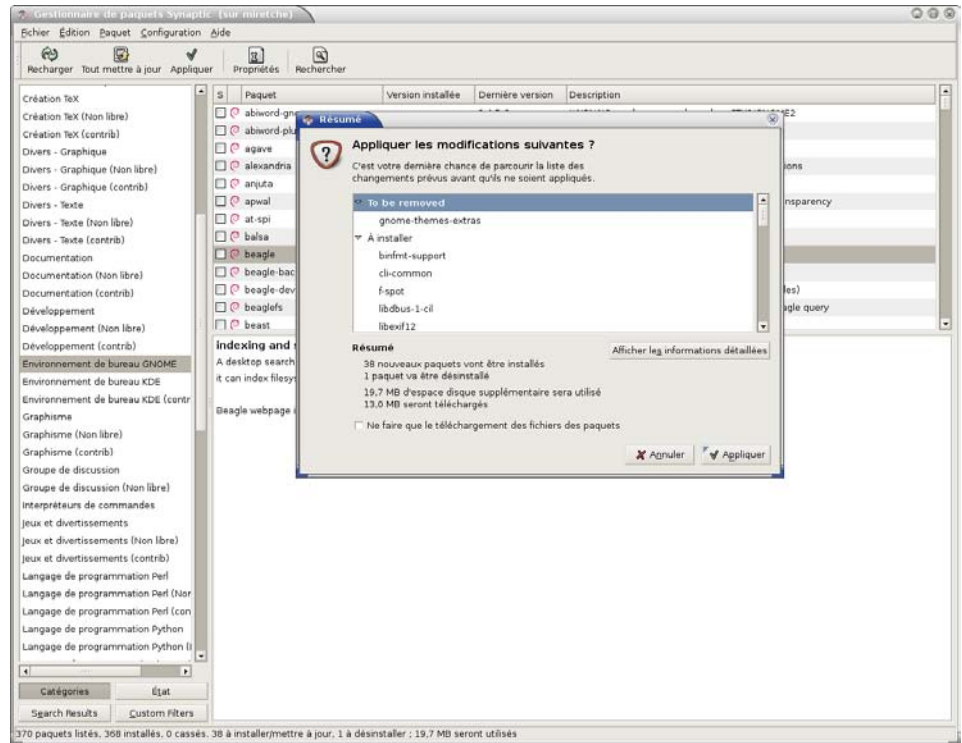 Gestionnaire de paquets Synaptic (sur miretche)
Fichier Édition Paquet Configuration Aide
Recharger Tout mettre à jour Appliquer Propriétés Rechercher
S Paquet Version installée Dernière version Description
Création TeX
Création TeX (Non libre)
Création TeX (contrib)
Divers - Graphique
Divers - Graphique (Non libre)
Divers - Graphique (contrib)
Divers - Texte
Divers - Texte (Non libre)
Divers - Texte (contrib)
Documentation
Documentation (Non libre)
Documentation (contrib)
Développement
Développement (Non libre)
Développement (contrib)
Environnement de bureau GNOME
Environnement de bureau KDE
Environnement de bureau KDE (contr
Graphisme
Graphisme (Non libre)
Graphisme (contrib)
Groupe de discussion
Groupe de discussion (Non libre)
Interpréteurs de commandes
Jeux et divertissements
Jeux et divertissements (Non libre)
Jeux et divertissements (contrib)
Langage de programmation Perl
Langage de programmation Perl (Nor
Langage de programmation Perl (con
Langage de programmation Python
Langage de programmation Python (I
Catégories État
Search Results Custom Filters
abiword-gn
abiword-plu
agave
alexandria ions
anjuta
apwal nsparency
at-spi
balsa
beagle
beagle-bac
beagle-dev les)
beaglefs agle query
beast
indexing and
A desktop search
it can index filesy
Beagle webpage
Résumé
Appliquer les modifications suivantes ?
C'est votre dernière chance de parcourir la liste des
changements prévus avant qu'ils ne soient appliqués.
To be removed
gnome-themes-extras
À installer
binfmt-support
cli-common
f-spot
libdbus-1-cil
libexif12
Résumé
Afficher les informations détaillées
38 nouveaux paquets vont être installés
1 paquet va être désinstallé
19,7 MB d'espace disque supplémentaire sera utilisé
13,0 MB seront téléchargés
Ne faire que le téléchargement des fichiers des paquets
Annuler Appliquer
370 paquets listés, 368 installés, 0 cassés. 38 à installer/mettre à jour, 1 à désinstaller ; 19,7 MB seront utilisés